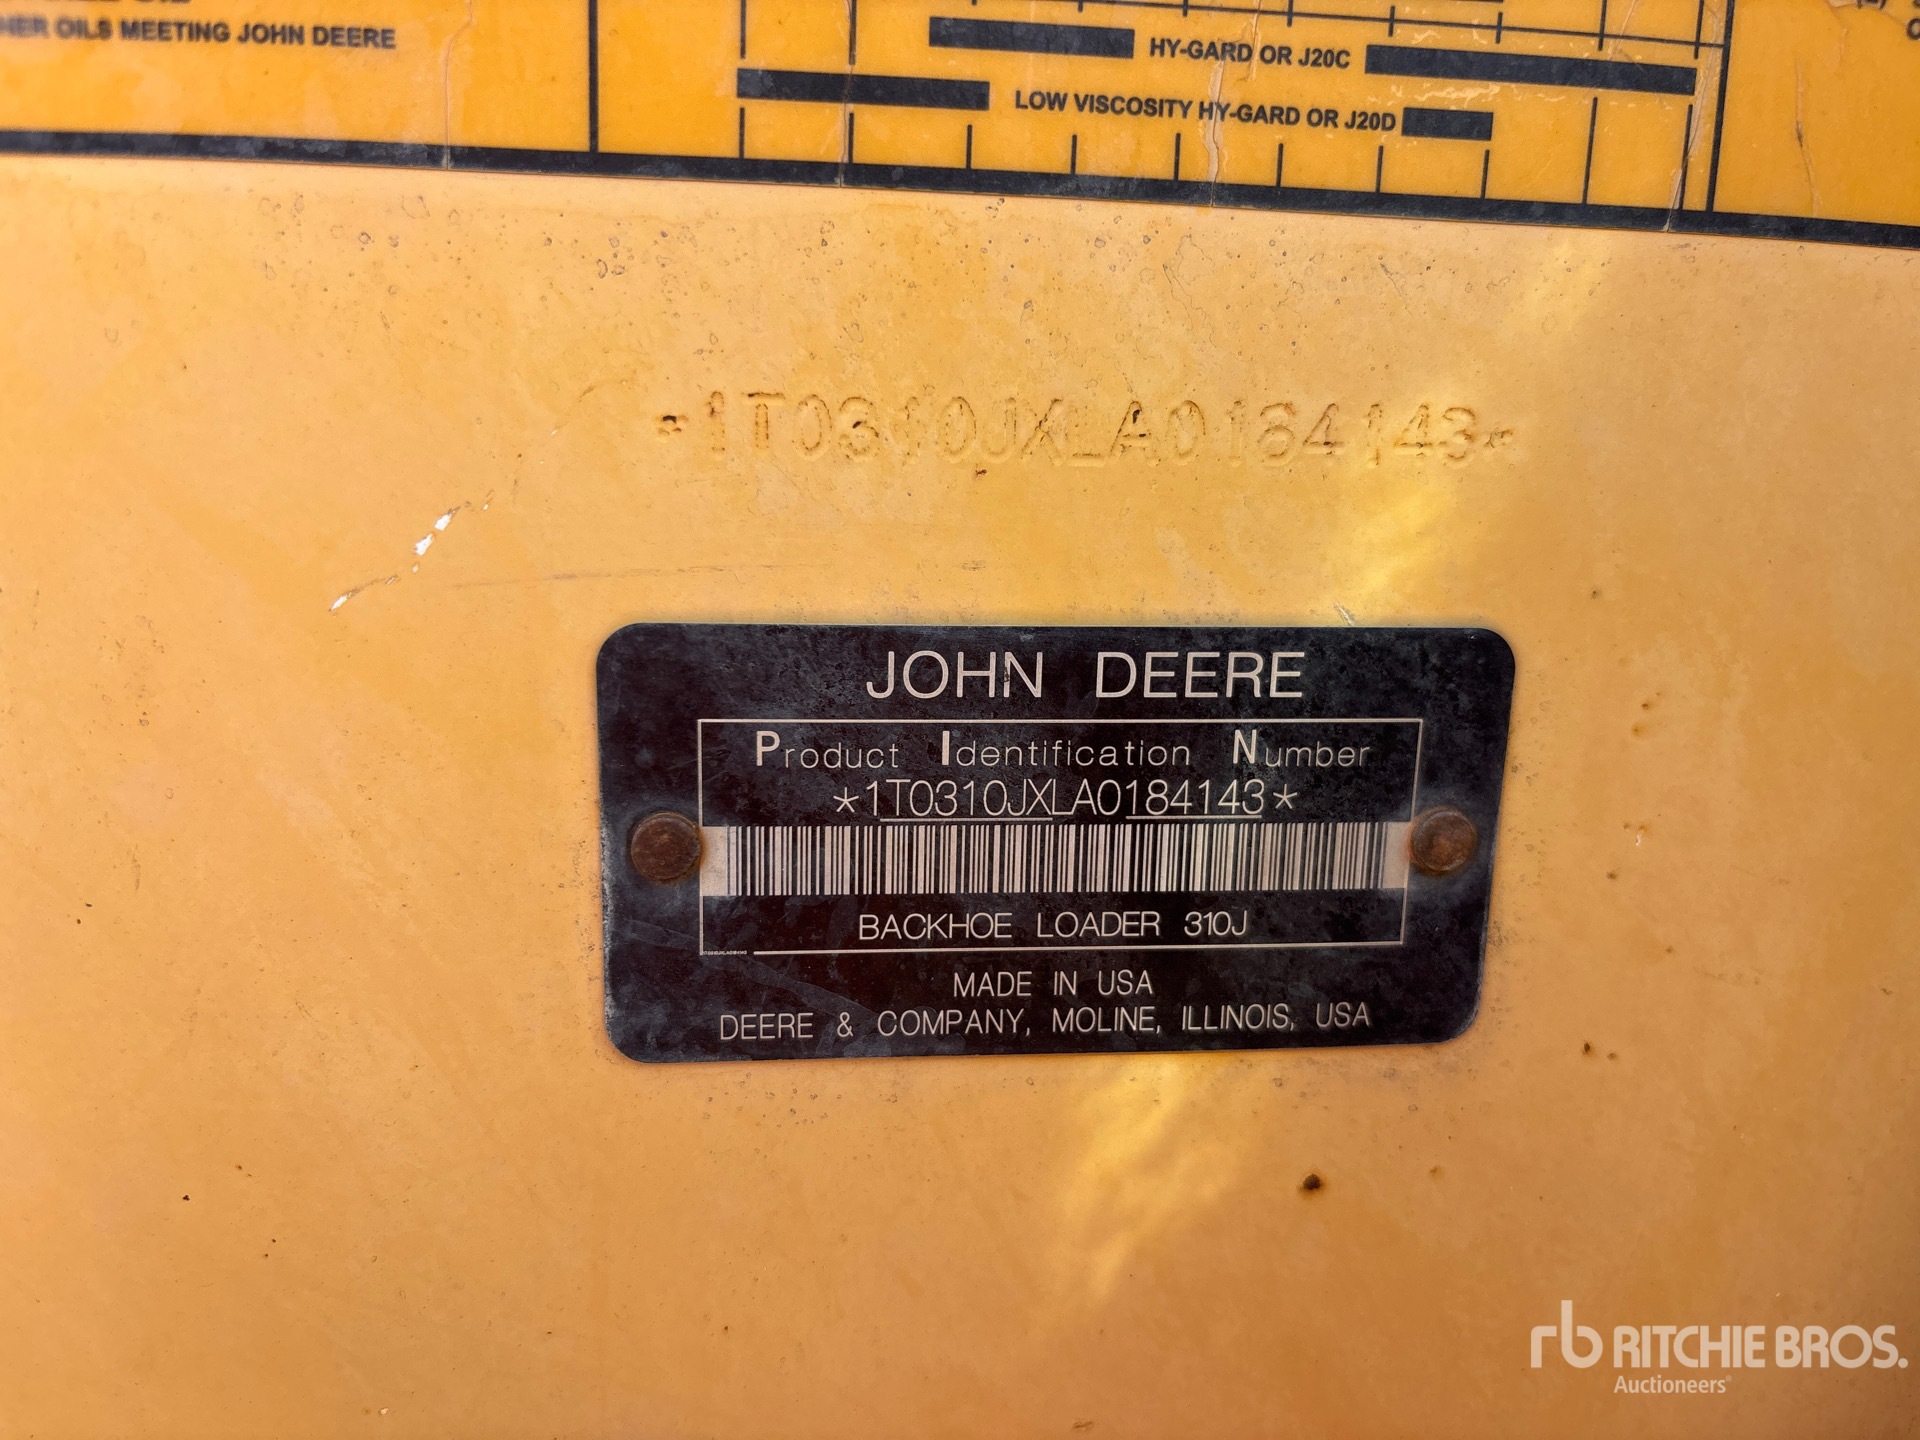 HER OILS MEETING JOHN DEERE
HY-GARD OR J20C
LOW VISCOSITY HY-GARD OR J20D
*1T0310JXLA0184143*
JOHN DEERE
Product Identification Number
*1T0310JXLA0184143*
BACKHOE LOADER 310J
MADE IN USA
DEERE & COMPANY, MOLINE, ILLINOIS, USA
rb RITCHIE BROS.
Auctioneers